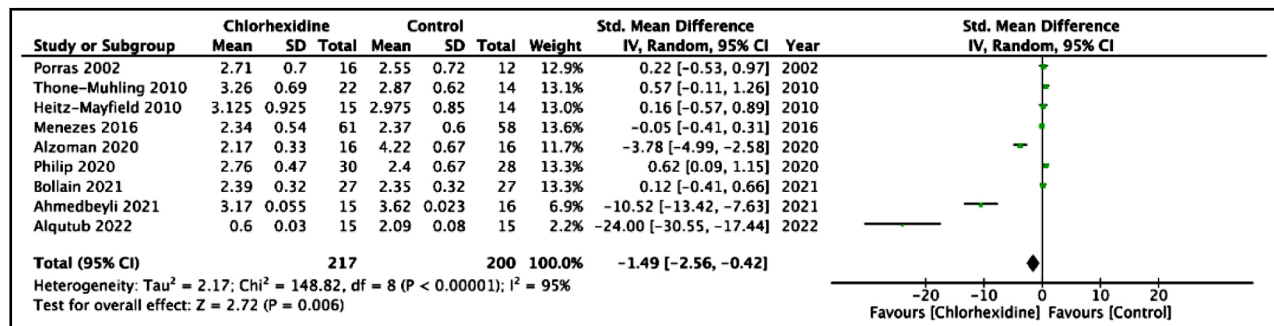 Chlorhexidine Control Std. Mean Difference Std. Mean Difference
Study or Subgroup Mean SD Total Mean SD Total Weight IV, Random, 95% CI Year IV, Random, 95% CI
Porras 2002 2.71 0.7 16 2.55 0.72 12 12.9% 0.22 [-0.53, 0.97] 2002
Thone-Muhling 2010 3.26 0.69 22 2.87 0.62 14 13.1% 0.57 [-0.11, 1.26] 2010
Heitz-Mayfield 2010 3.125 0.925 15 2.975 0.85 14 13.0% 0.16 [-0.57, 0.89] 2010
Menezes 2016 2.34 0.54 61 2.37 0.6 58 13.6% -0.05 [-0.41, 0.31] 2016
Alzoman 2020 2.17 0.33 16 4.22 0.67 16 11.7% -3.78 [-4.99, -2.58] 2020
Philip 2020 2.76 0.47 30 2.4 0.67 28 13.3% 0.62 [0.09, 1.15] 2020
Bollain 2021 2.39 0.32 27 2.35 0.32 27 13.3% 0.12 [-0.41, 0.66] 2021
Ahmedbeyli 2021 3.17 0.055 15 3.62 0.023 16 6.9% -10.52 [-13.42, -7.63] 2021
Alqutub 2022 0.6 0.03 15 2.09 0.08 15 2.2% -24.00 [-30.55, -17.44] 2022
Total (95% CI) 217 200 100.0% -1.49 [-2.56, -0.42]
Heterogeneity: Tau² = 2.17; Chi² = 148.82, df = 8 (P < 0.00001); I² = 95%
Test for overall effect: Z = 2.72 (P = 0.006)
-20 -10 0 10 20
Favours [Chlorhexidine] Favours [Control]